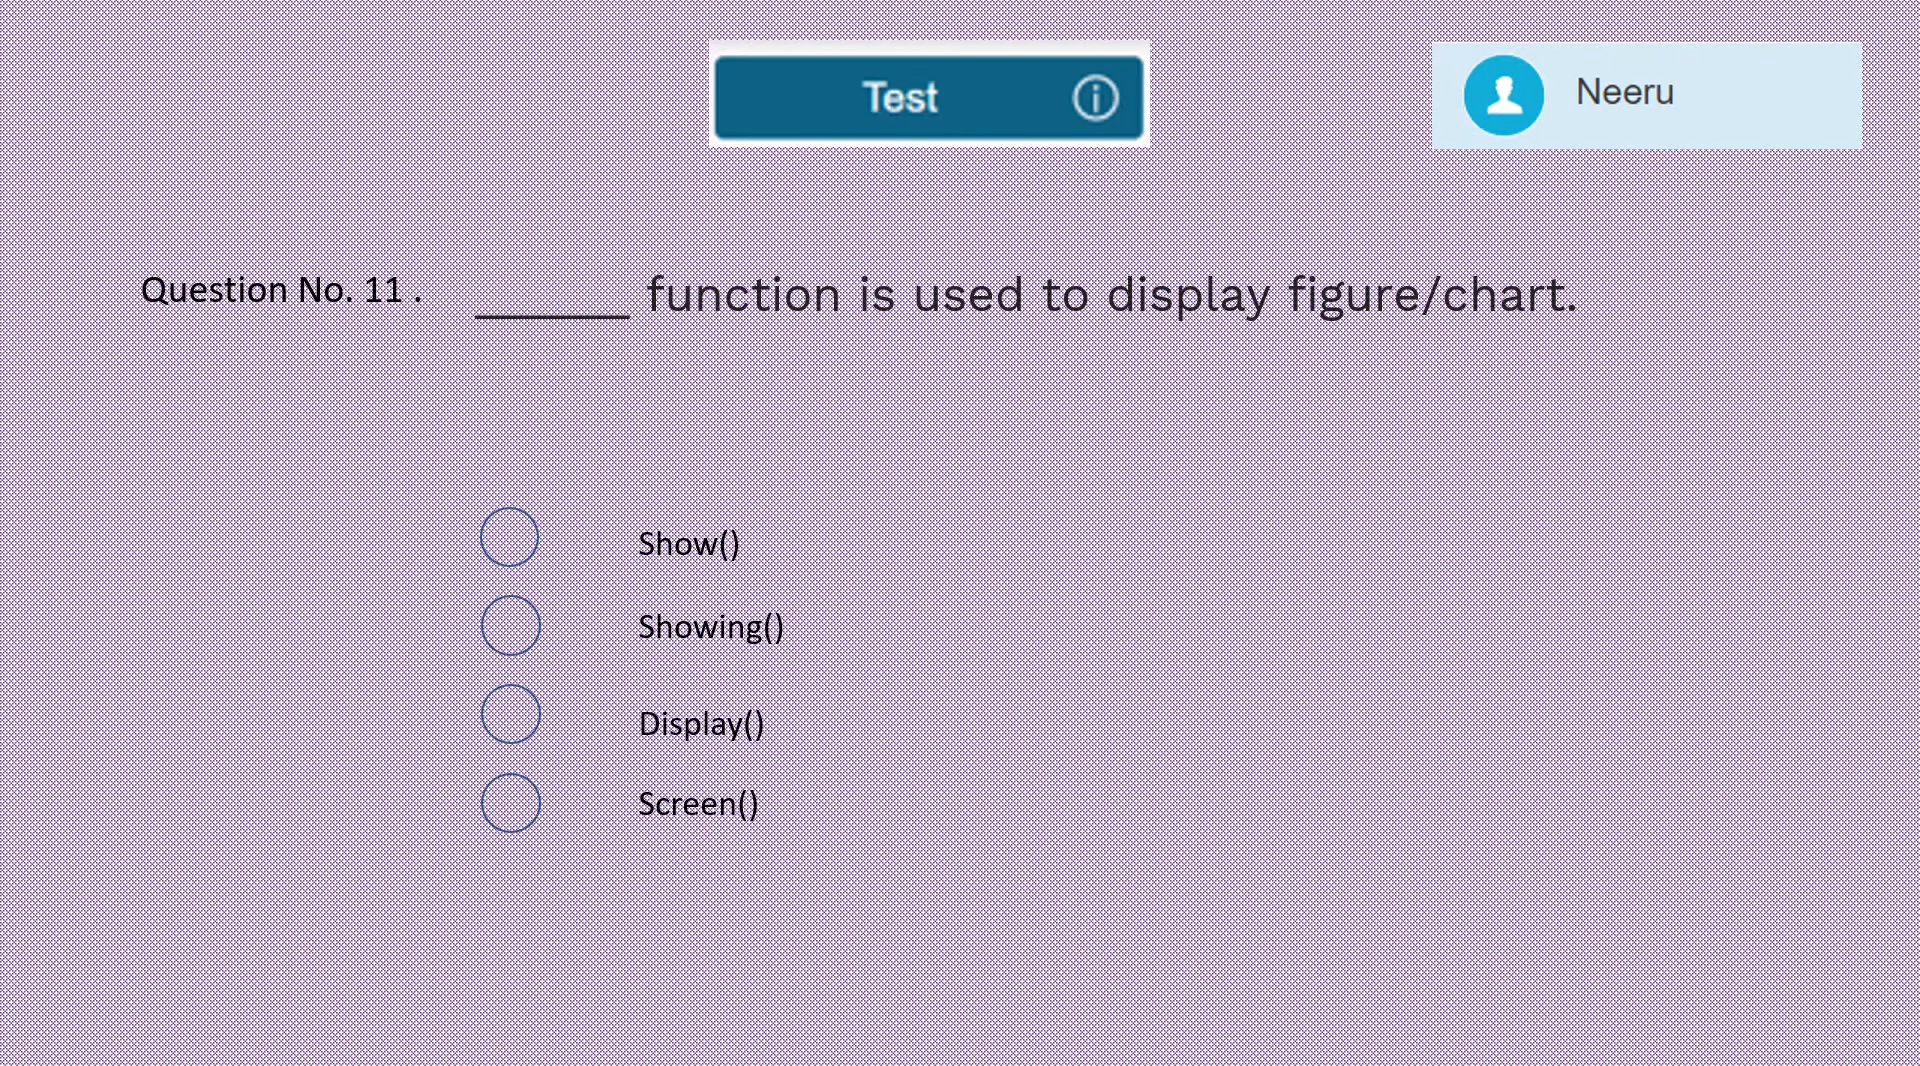 Test
Neeru
Question No. 11 . ______ function is used to display figure/chart.
Show()
Showing()
Display()
Screen()